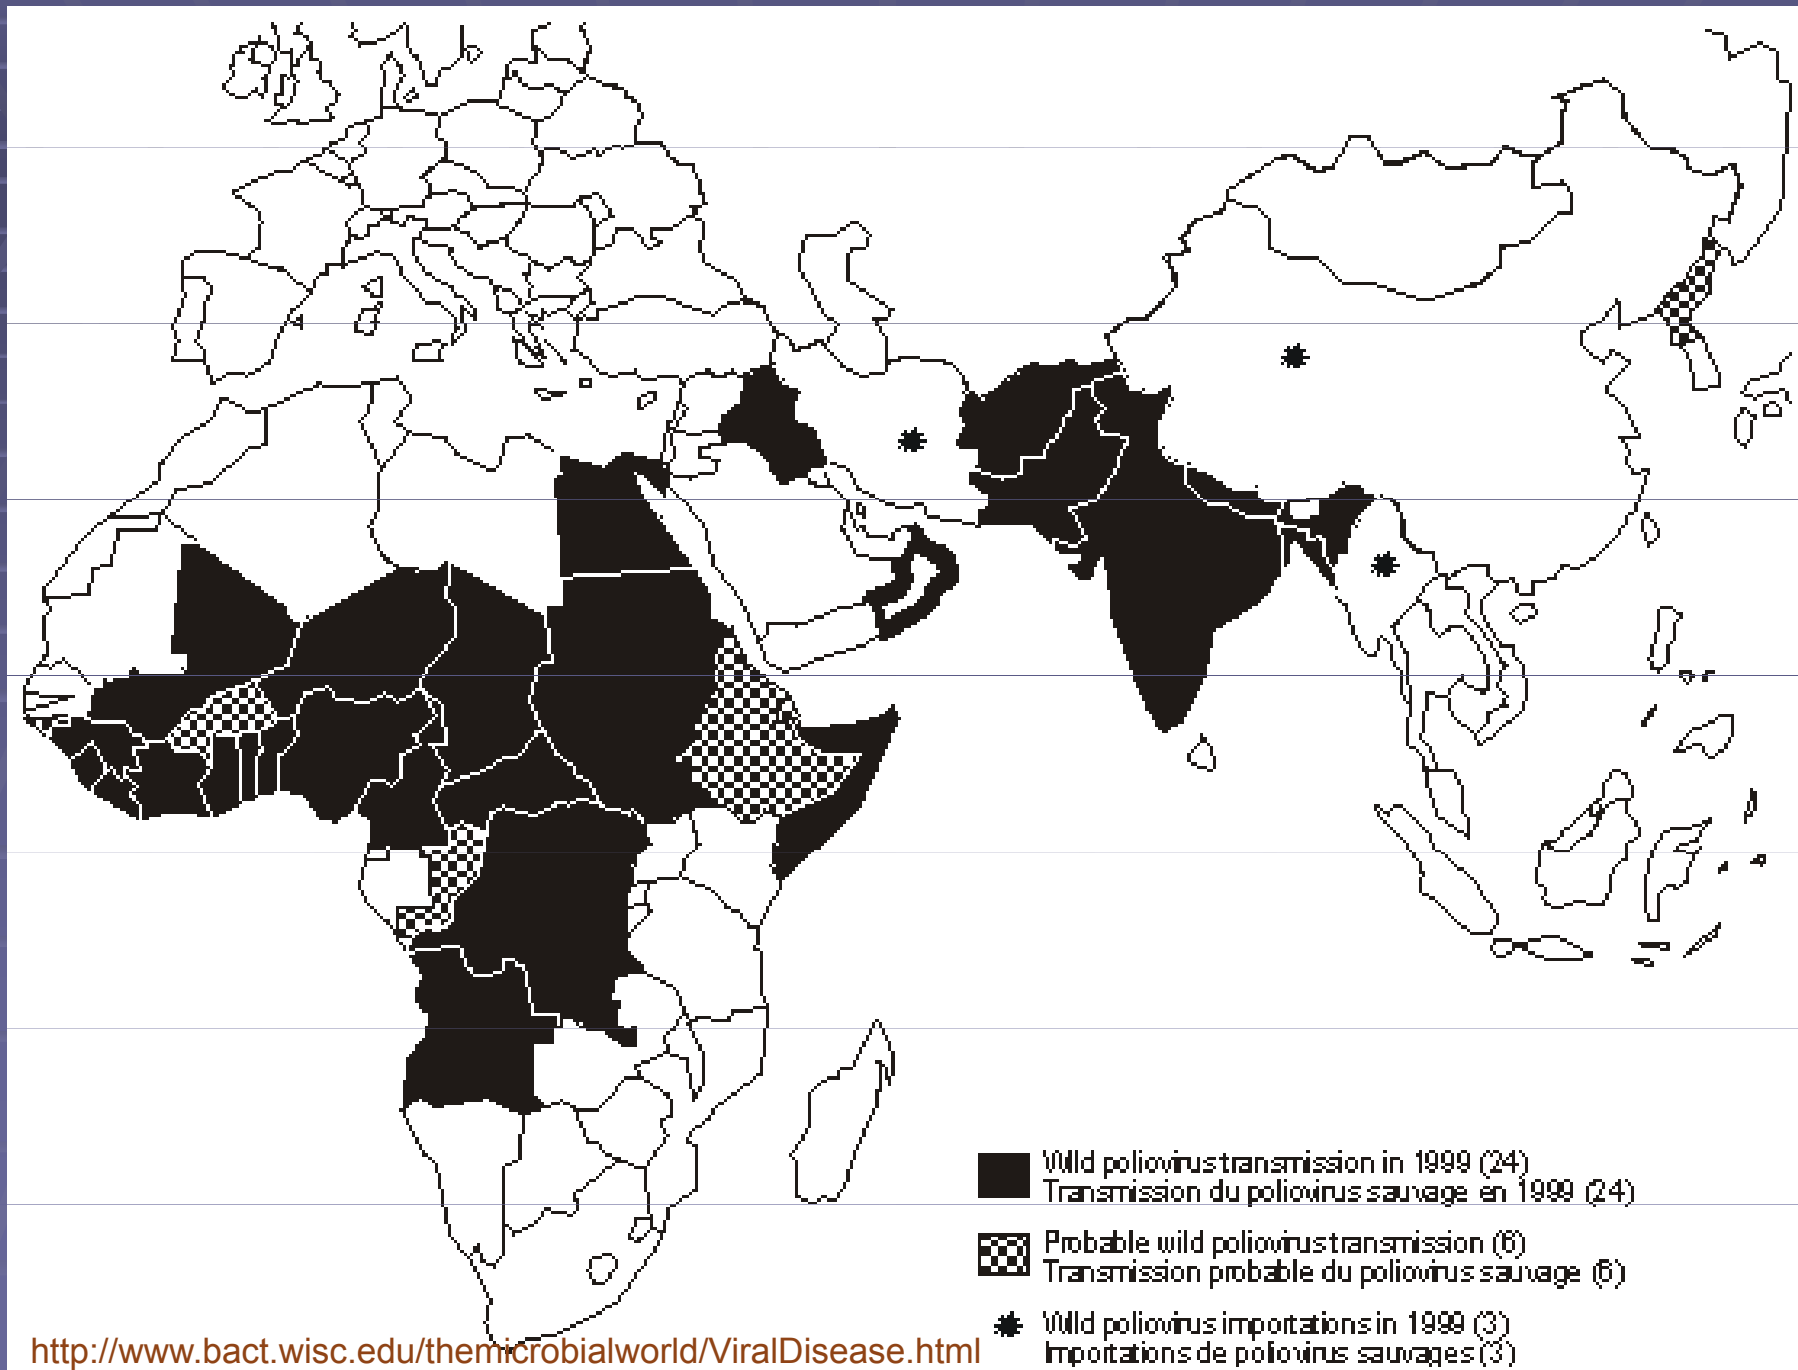 Wild poliovirus transmission in 1999 (24)
Transmission du poliovirus sauvage en 1999 (24)
Probable wild poliovirus transmission (6)
Transmission probable du poliovirus sauvage (6)
Wild poliovirus importations in 1999 (3)
Importations de poliovirus sauvages (3)
http://www.bact.wisc.edu/themicrobialworld/ViralDisease.html